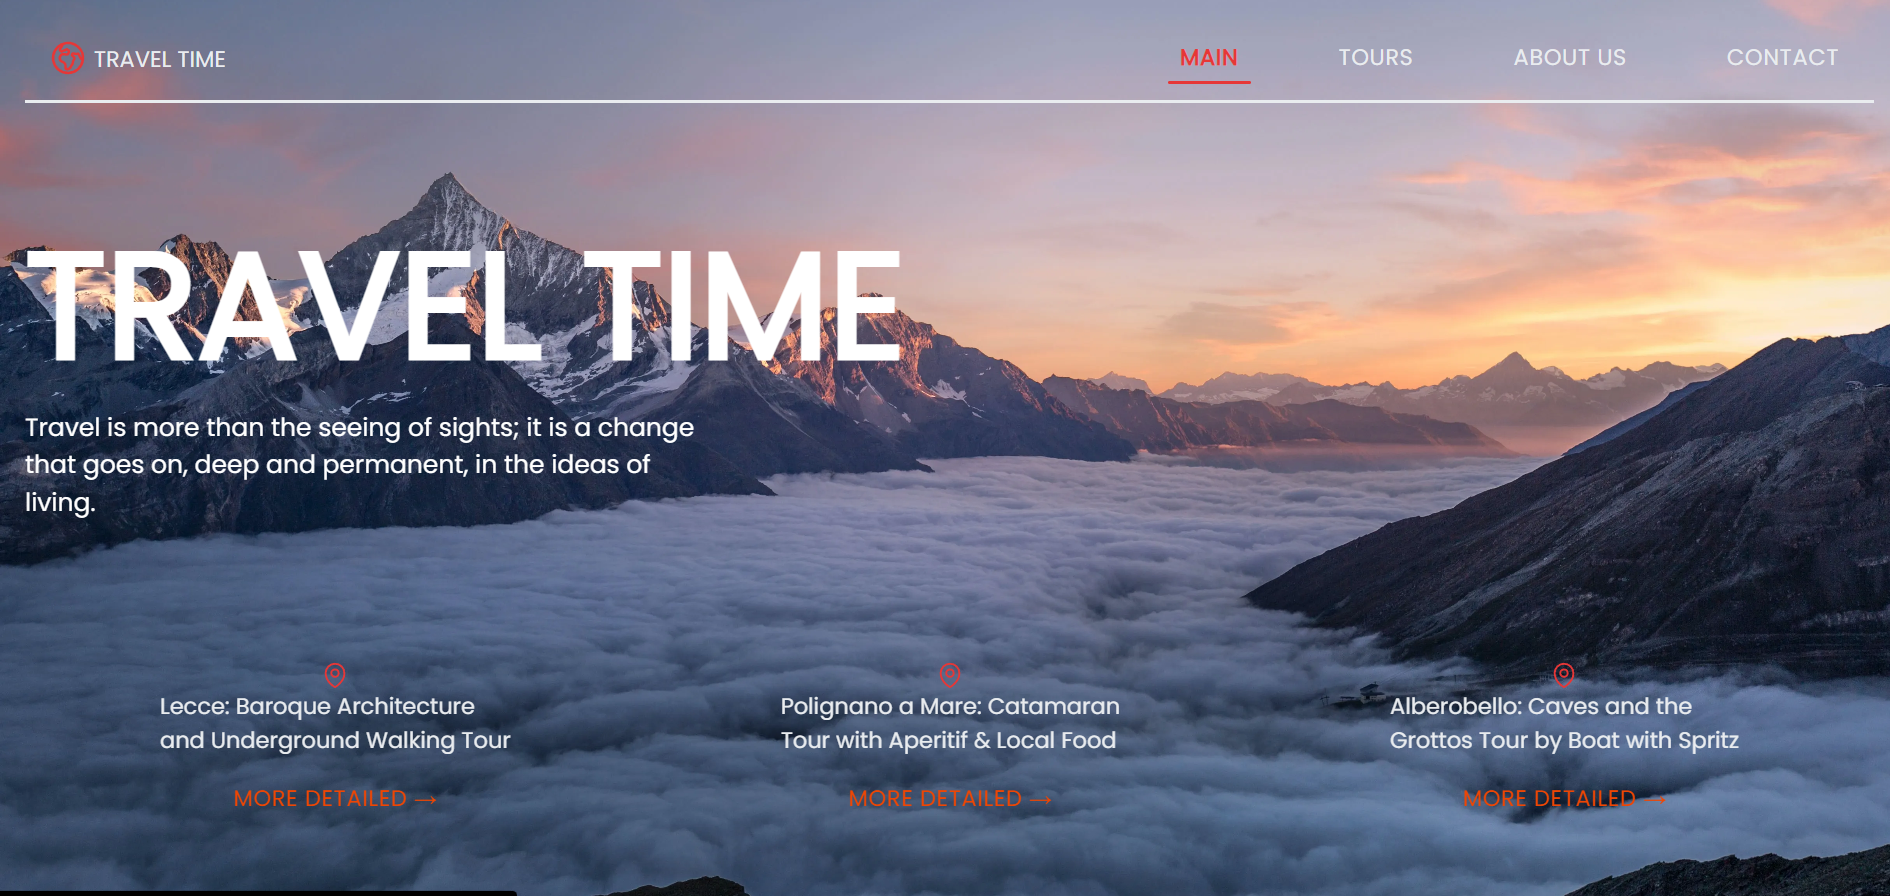 TRAVEL TIME
MAIN
TOURS
ABOUT US
CONTACT
TRAVEL TIME
Travel is more than the seeing of sights; it is a change
that goes on, deep and permanent, in the ideas of
living.
Lecce: Baroque Architecture
and Underground Walking Tour
MORE DETAILED →
Polignano a Mare: Catamaran
Tour with Aperitif & Local Food
MORE DETAILED →
Alberobello: Caves and the
Grottos Tour by Boat with Spritz
MORE DETAILED →